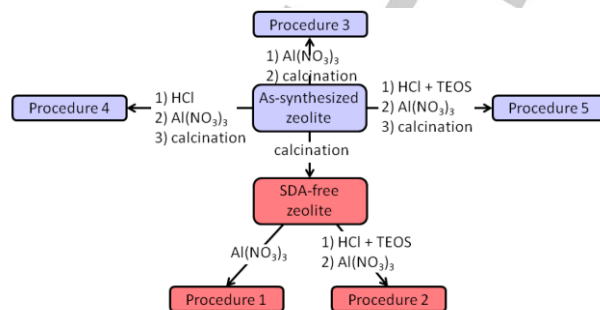 Procedure 3
1) Al(NO₃)₃
2) calcination
Procedure 4
1) HCl
2) Al(NO₃)₃
3) calcination
As-synthesized
zeolite
1) HCl + TEOS
2) Al(NO₃)₃
3) calcination
Procedure 5
calcination
SDA-free
zeolite
Al(NO₃)₃
1) HCl + TEOS
2) Al(NO₃)₃
Procedure 1
Procedure 2